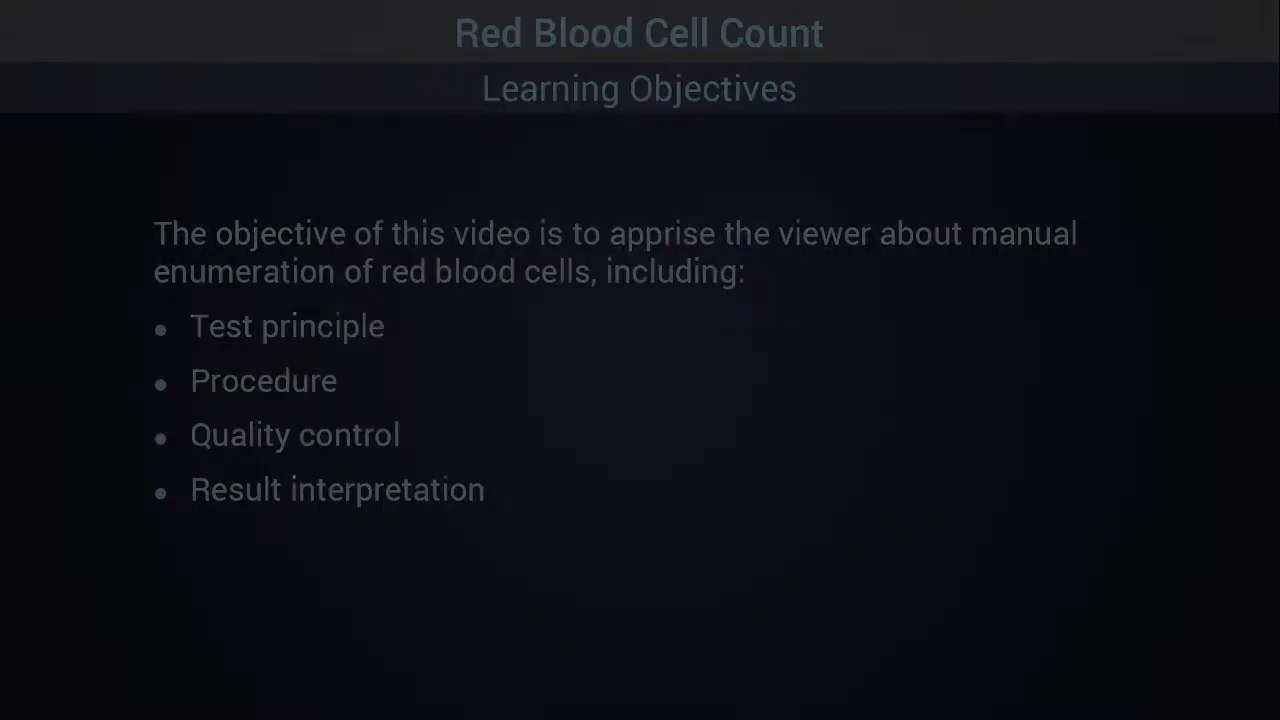 Red Blood Cell Count
Learning Objectives
The objective of this video is to apprise the viewer about manual
enumeration of red blood cells, including:
• Test principle
• Procedure
• Quality control
• Result interpretation